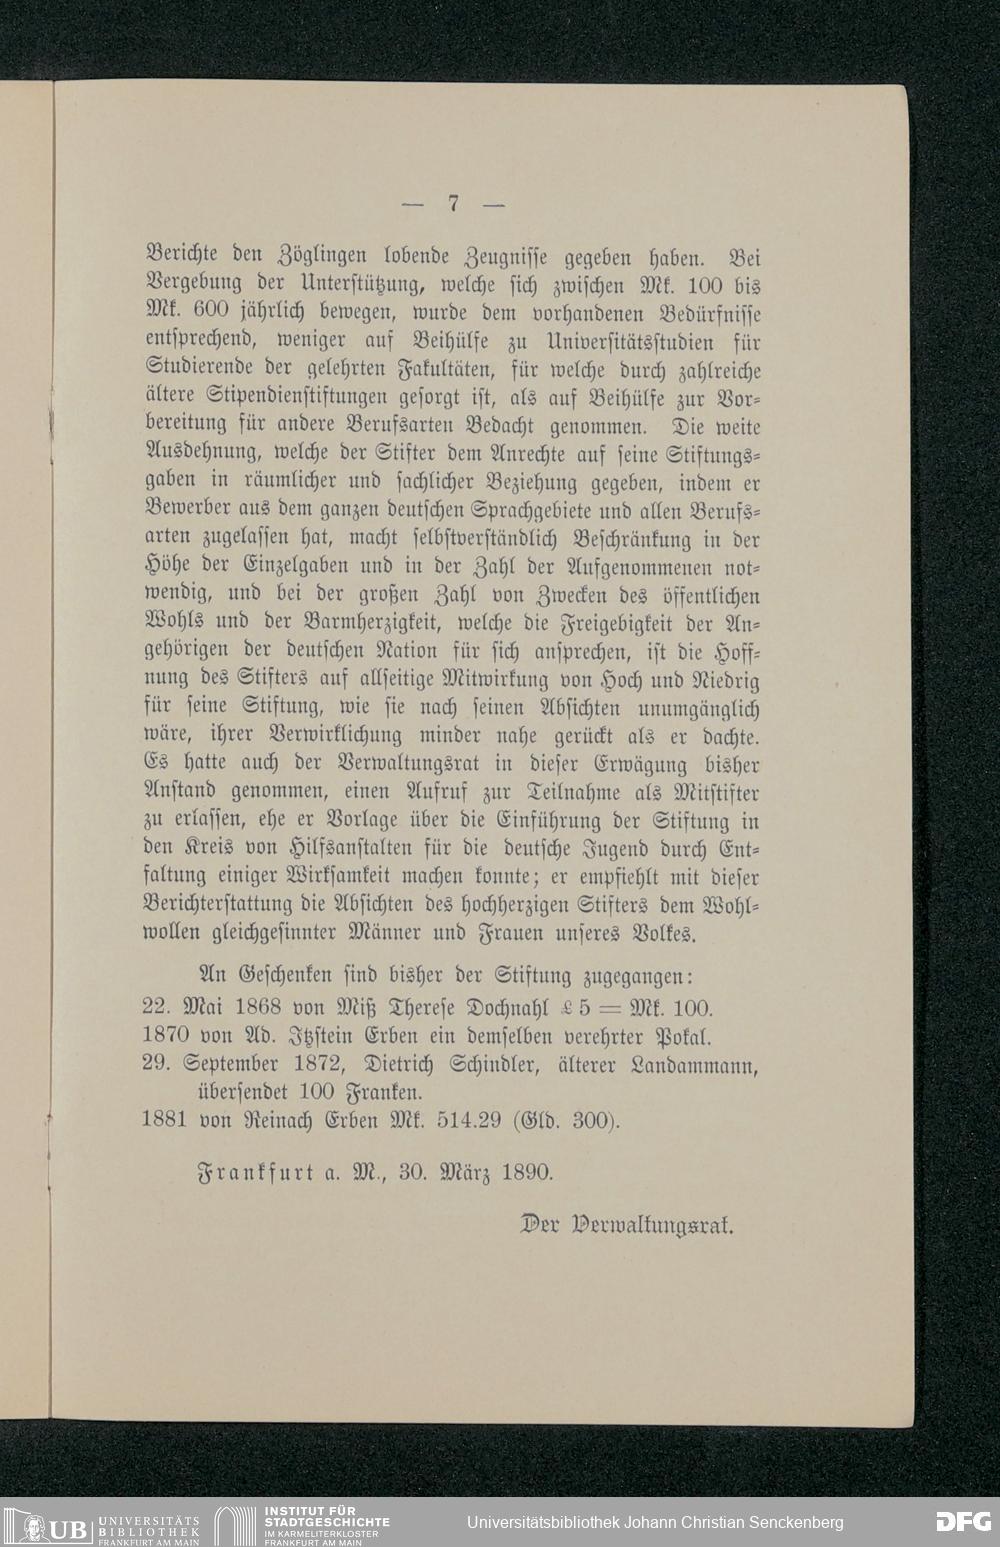 — 7 —
Berichte den Zöglingen lobende Zeugnisse gegeben haben. Bei
Vergebung der Unterstützung, welche sich zwischen Mk. 100 bis
Mk. 600 jährlich bewegen, wurde dem vorhandenen Bedürfnisse
entsprechend, weniger auf Beihülfe zu Universitätsstudien für
Studierende der gelehrten Fakultäten, für welche durch zahlreiche
ältere Stipendienstiftungen gesorgt ist, als auf Beihülfe zur Vor-
bereitung für andere Berufsarten Bedacht genommen. Die weite
Ausdehnung, welche der Stifter dem Anrechte auf seine Stiftungs-
gaben in räumlicher und sachlicher Beziehung gegeben, indem er
Bewerber aus dem ganzen deutschen Sprachgebiete und allen Berufs-
arten zugelassen hat, macht selbstverständlich Beschränkung in der
Höhe der Einzelgaben und in der Zahl der Aufgenommenen not-
wendig, und bei der großen Zahl von Zwecken des öffentlichen
Wohls und der Barmherzigkeit, welche die Freigebigkeit der An-
gehörigen der deutschen Nation für sich ansprechen, ist die Hoff-
nung des Stifters auf allseitige Mitwirkung von Hoch und Niedrig
für seine Stiftung, wie sie nach seinen Absichten unumgänglich
wäre, ihrer Verwirklichung minder nahe gerückt als er dachte.
Es hatte auch der Verwaltungsrat in dieser Erwägung bisher
Anstand genommen, einen Aufruf zur Teilnahme als Mitstifter
zu erlassen, ehe er Vorlage über die Einführung der Stiftung in
den Kreis von Hilfsanstalten für die deutsche Jugend durch Ent-
faltung einiger Wirksamkeit machen konnte; er empfiehlt mit dieser
Berichterstattung die Absichten des hochherzigen Stifters dem Wohl-
wollen gleichgesinnter Männer und Frauen unseres Volkes.
An Geschenken sind bisher der Stiftung zugegangen:
22. Mai 1868 von Miß Therese Dochnahl £ 5 = Mk. 100.
1870 von Ad. Itzstein Erben ein demselben verehrter Pokal.
29. September 1872, Dietrich Schindler, älterer Landammann,
übersendet 100 Franken.
1881 von Reinach Erben Mk. 514.29 (Gld. 300).
Frankfurt a. M., 30. März 1890.
Der Verwaltungsrat.
UB UNIVERSITÄTS
BIBLIOTHEK
FRANKFURT AM MAIN
INSTITUT FÜR
STADTGESCHICHTE
IM KARMELITERKLOSTER
FRANKFURT AM MAIN
Universitätsbibliothek Johann Christian Senckenberg
DFG